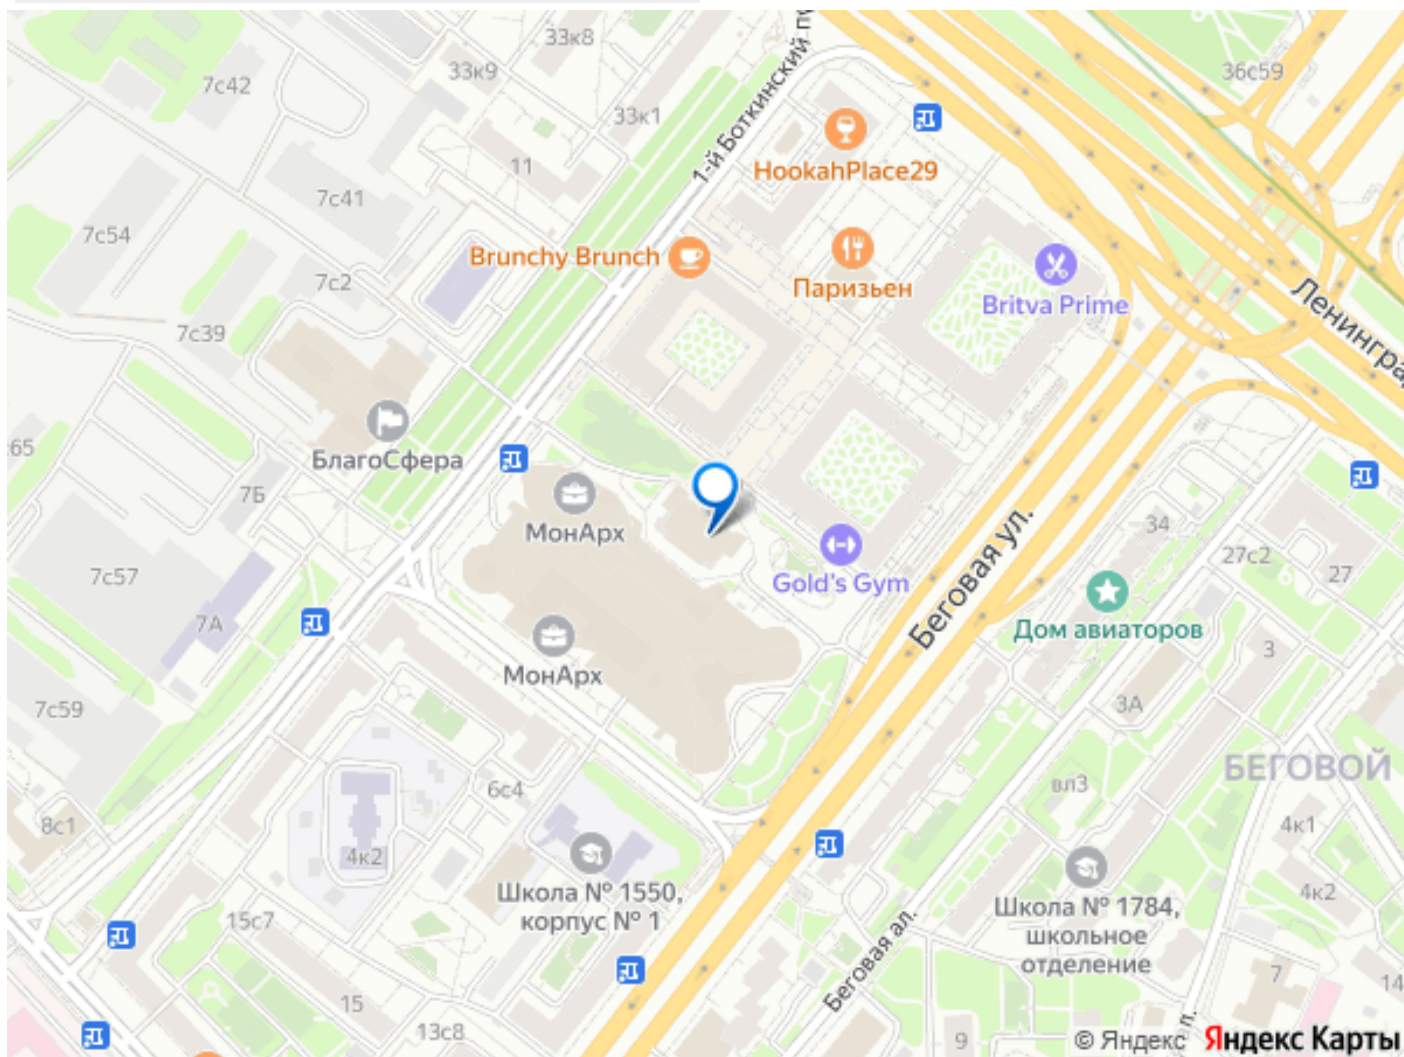 33к8
1-й Боткинский
33к9
7с42
36с59
33к1
HookahPlace29
11
7с41
7с54
Brunchy Brunch
7с2
Паризьен
Britva Prime
7с39
65
БлагоСфера
7Б
МонАрх
34
27с2
27
7с57
Gold's Gym
Беговая ул.
7А
Дом авиаторов
3
МонАрх
3А
7с59
БЕГОВОЙ
6с4
вл3
8с1
4к1
4к2
Школа № 1550,
корпус № 1
4к2
Школа № 1784,
школьное
отделение
15с7
Беговая ал.
7
14
15
13с8
9
п.
© Яндекс
Яндекс Карты